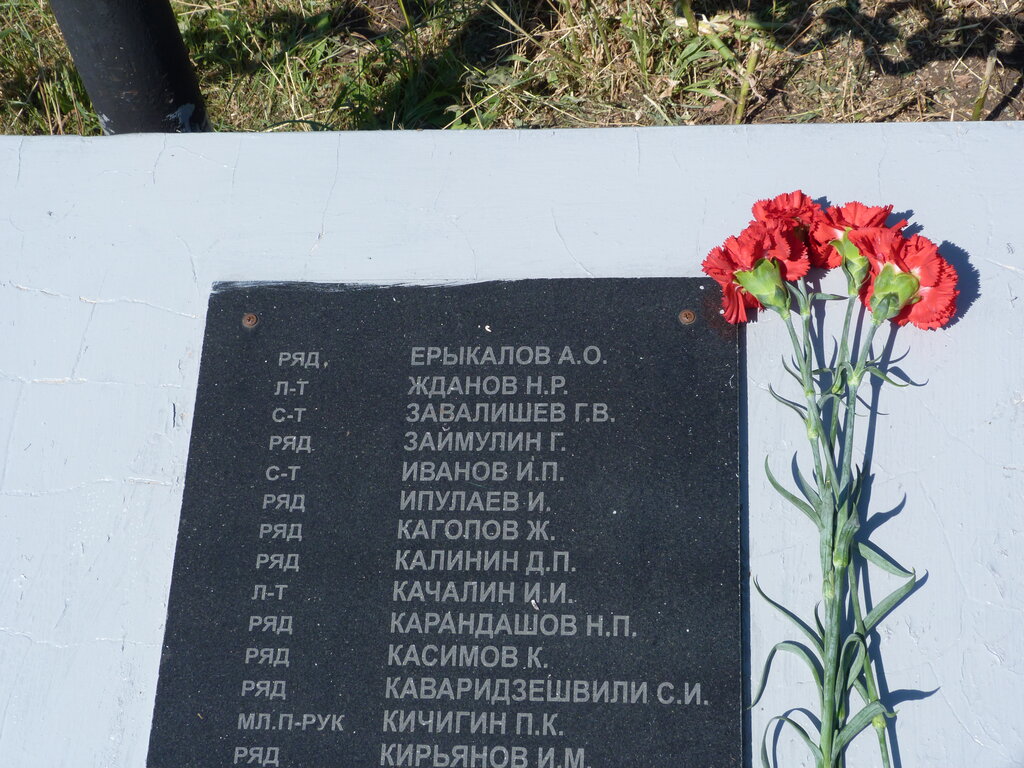 РЯД, ЕРЫКАЛОВ А.О.
Л-Т ЖДАНОВ Н.Р.
С-Т ЗАВАЛИШЕВ Г.В.
РЯД ЗАЙМУЛИН Г.
С-Т ИВАНОВ И.П.
РЯД ИПУЛАЕВ И.
РЯД КАГОПОВ Ж.
РЯД КАЛИНИН Д.П.
Л-Т КАЧАЛИН И.И.
РЯД КАРАНДАШОВ Н.П.
РЯД КАСИМОВ К.
РЯД КАВАРИДЗЕШВИЛИ С.И.
МЛ.П-РУК КИЧИГИН П.К.
РЯД КИРЬЯНОВ И.М.